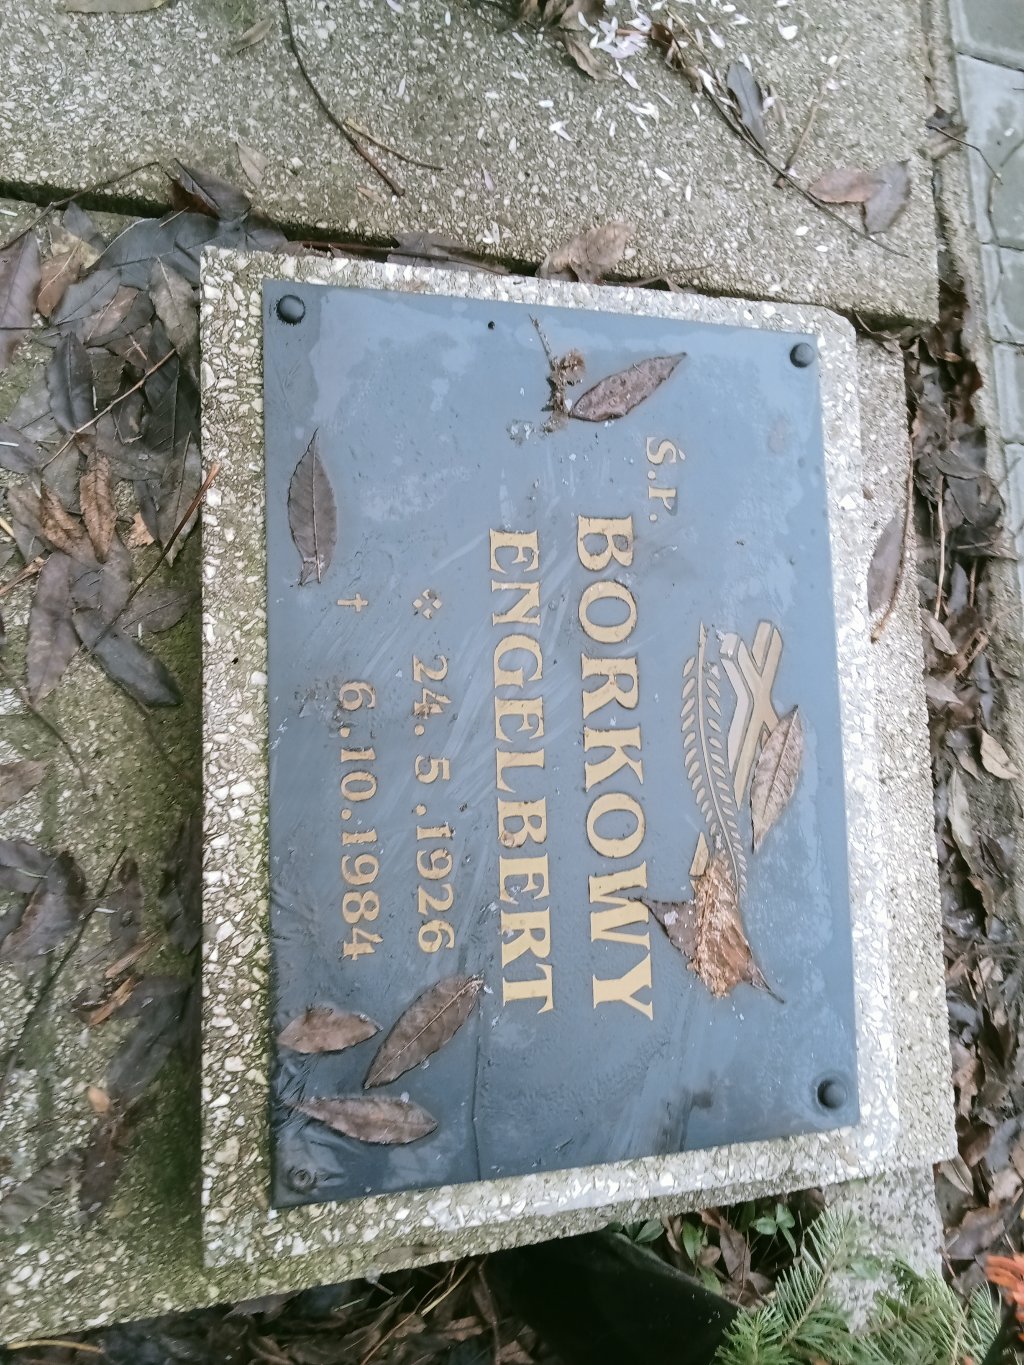 Ś.P.
BORKOWY
ENGELBERT
24.5.1926
† 6.10.1984